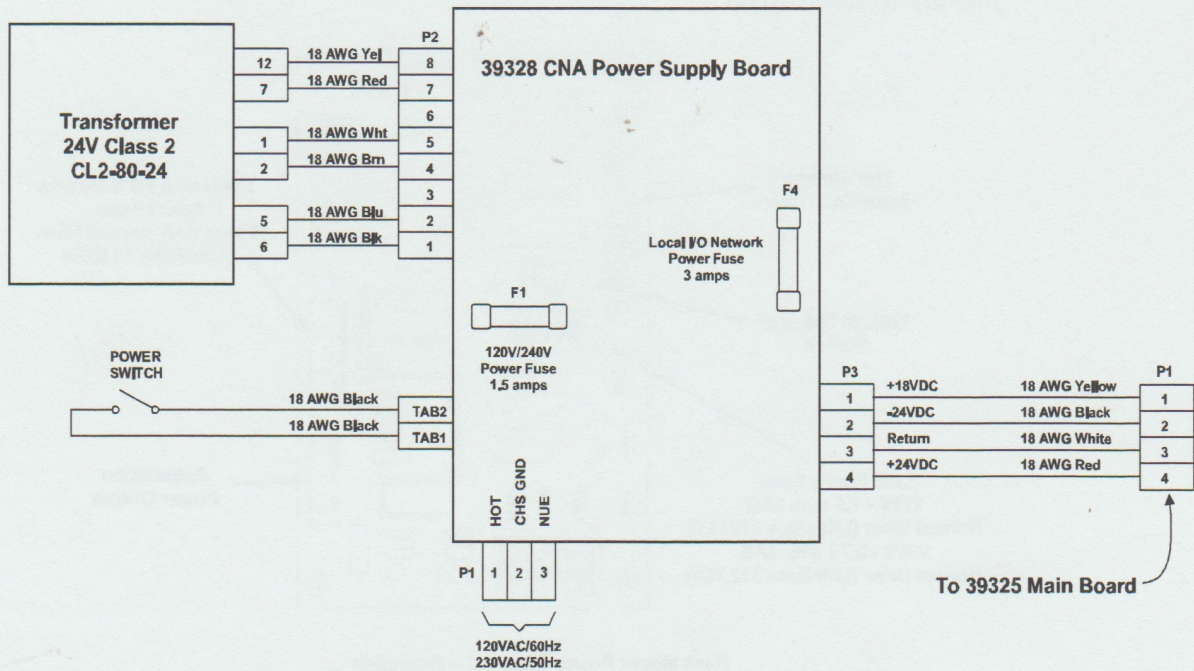 39328 CNA Power Supply Board
Transformer
24V Class 2
CL2-80-24
12
7
1
2
5
6
18 AWG Yel
18 AWG Red
18 AWG Wht
18 AWG Brn
18 AWG Blu
18 AWG Blk
P2
8
7
6
5
4
3
2
1
F4
Local I/O Network
Power Fuse
3 amps
F1
120V/240V
Power Fuse
1.5 amps
POWER
SWITCH
18 AWG Black
18 AWG Black
TAB2
TAB1
P3
1
2
3
4
+18VDC
-24VDC
Return
+24VDC
18 AWG Yellow
18 AWG Black
18 AWG White
18 AWG Red
P1
1
2
3
4
To 39325 Main Board
HOT
CHS GND
NUE
P1
1
2
3
120VAC/60Hz
230VAC/50Hz